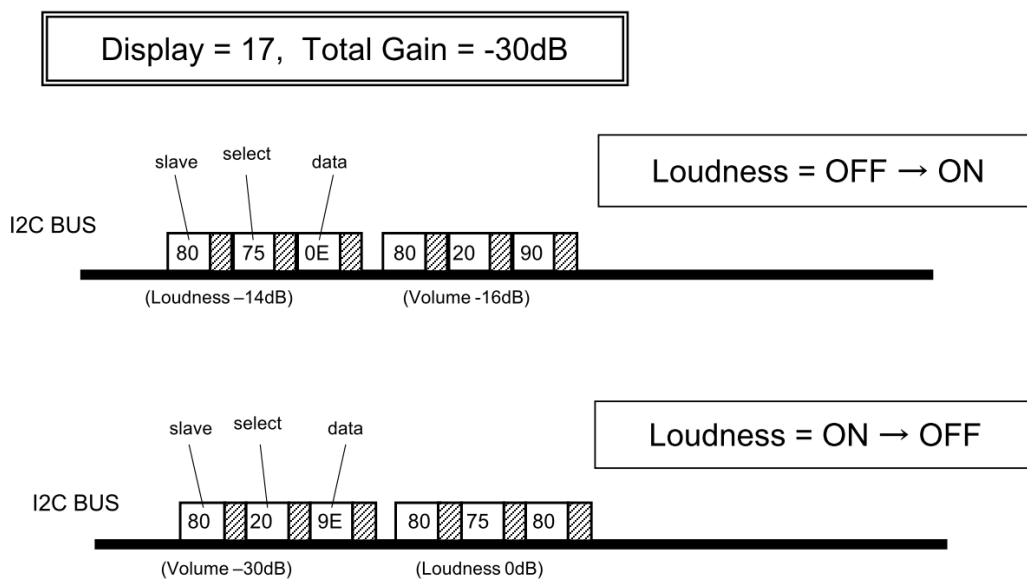 Display = 17, Total Gain = -30dB
Loudness = OFF → ON
slave select data
I2C BUS
80 75 0E 80 20 90
(Loudness –14dB) (Volume -16dB)
Loudness = ON → OFF
slave select data
I2C BUS
80 20 9E 80 75 80
(Volume –30dB) (Loudness 0dB)